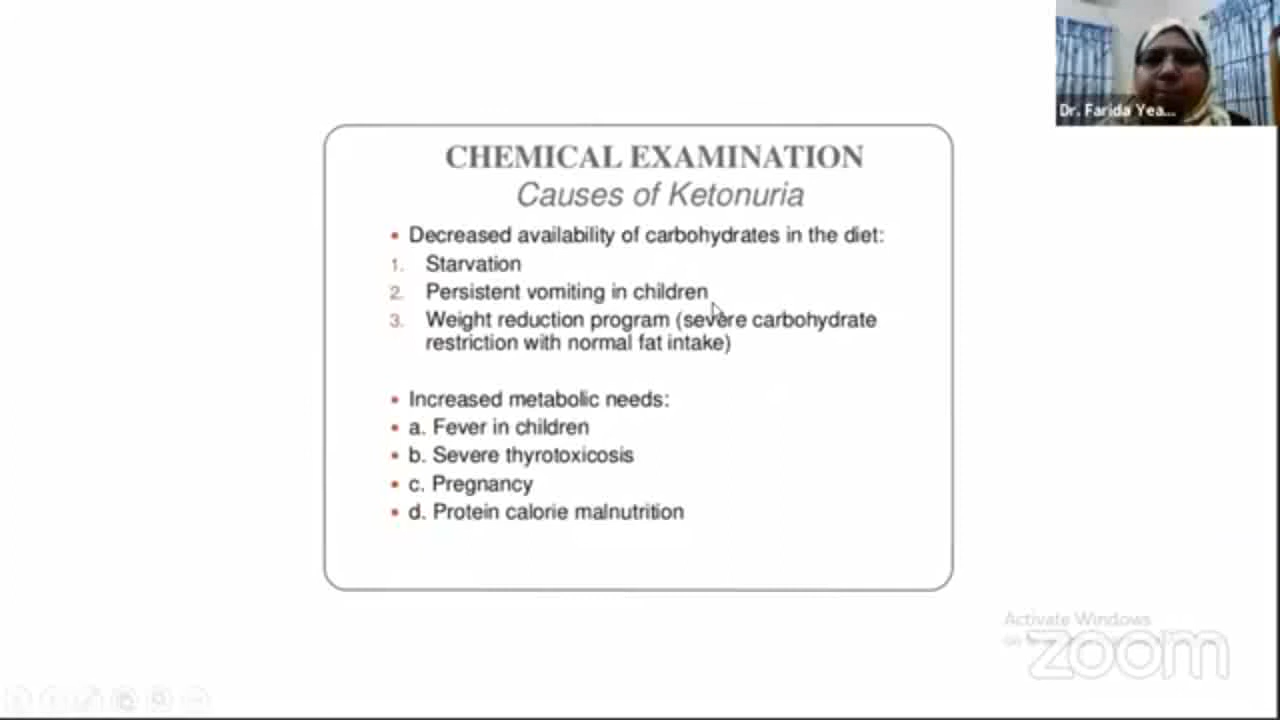 Dr. Farida Yea...
CHEMICAL EXAMINATION
Causes of Ketonuria
• Decreased availability of carbohydrates in the diet:
1. Starvation
2. Persistent vomiting in children
3. Weight reduction program (severe carbohydrate
restriction with normal fat intake)
• Increased metabolic needs:
• a. Fever in children
• b. Severe thyrotoxicosis
• c. Pregnancy
• d. Protein calorie malnutrition
Activate Windows
zoom